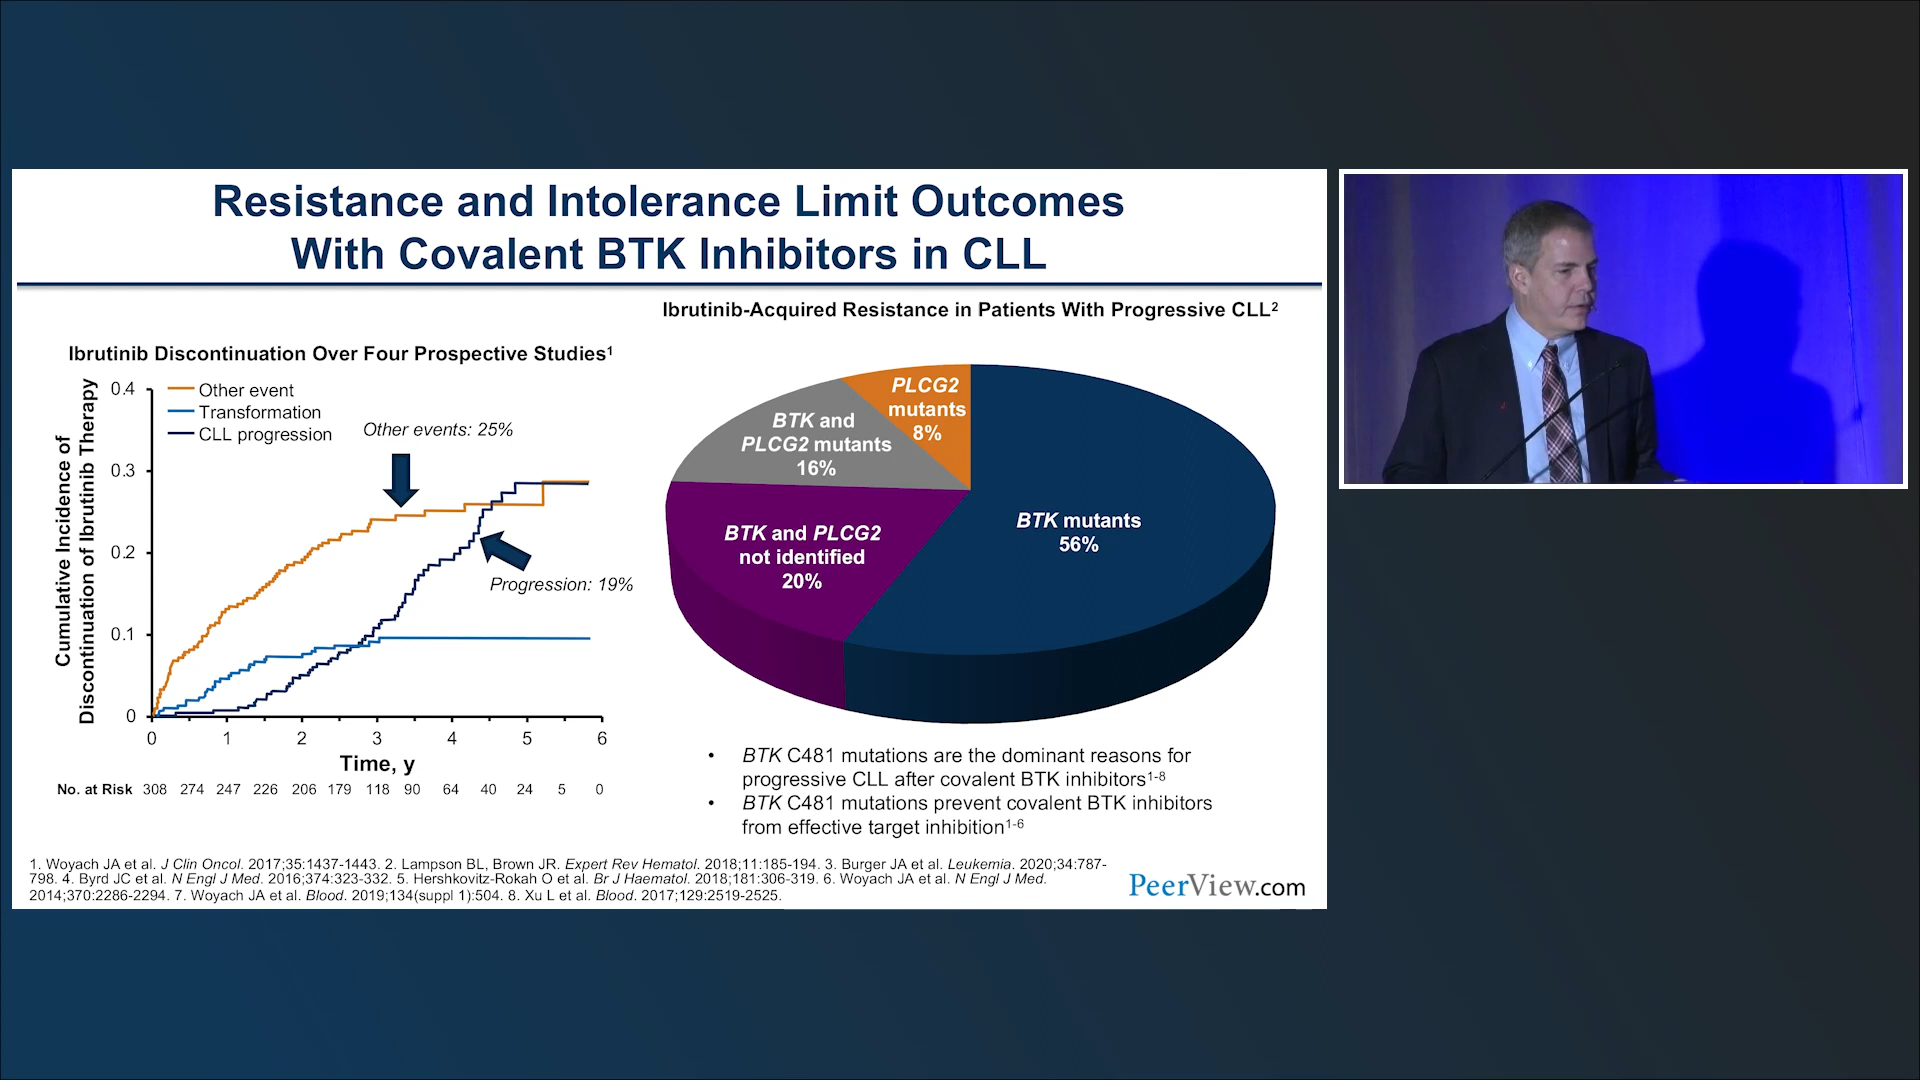 Resistance and Intolerance Limit Outcomes
With Covalent BTK Inhibitors in CLL
Ibrutinib Discontinuation Over Four Prospective Studies1
Cumulative Incidence of
Discontinuation of Ibrutinib Therapy
0.4
0.3
0.2
0.1
0
Other event
Transformation
CLL progression
Other events: 25%
Progression: 19%
0 1 2 3 4 5 6
Time, y
No. at Risk 308 274 247 226 206 179 118 90 64 40 24 5 0
Ibrutinib-Acquired Resistance in Patients With Progressive CLL2
PLCG2
mutants
8%
BTK and
PLCG2 mutants
16%
BTK and PLCG2
not identified
20%
BTK mutants
56%
• BTK C481 mutations are the dominant reasons for
progressive CLL after covalent BTK inhibitors1-8
• BTK C481 mutations prevent covalent BTK inhibitors
from effective target inhibition1-6
1. Woyach JA et al. J Clin Oncol. 2017;35:1437-1443. 2. Lampson BL, Brown JR. Expert Rev Hematol. 2018;11:185-194. 3. Burger JA et al. Leukemia. 2020;34:787-
798. 4. Byrd JC et al. N Engl J Med. 2016;374:323-332. 5. Hershkovitz-Rokah O et al. Br J Haematol. 2018;181:306-319. 6. Woyach JA et al. N Engl J Med.
2014;370:2286-2294. 7. Woyach JA et al. Blood. 2019;134(suppl 1):504. 8. Xu L et al. Blood. 2017;129:2519-2525.
PeerView.com